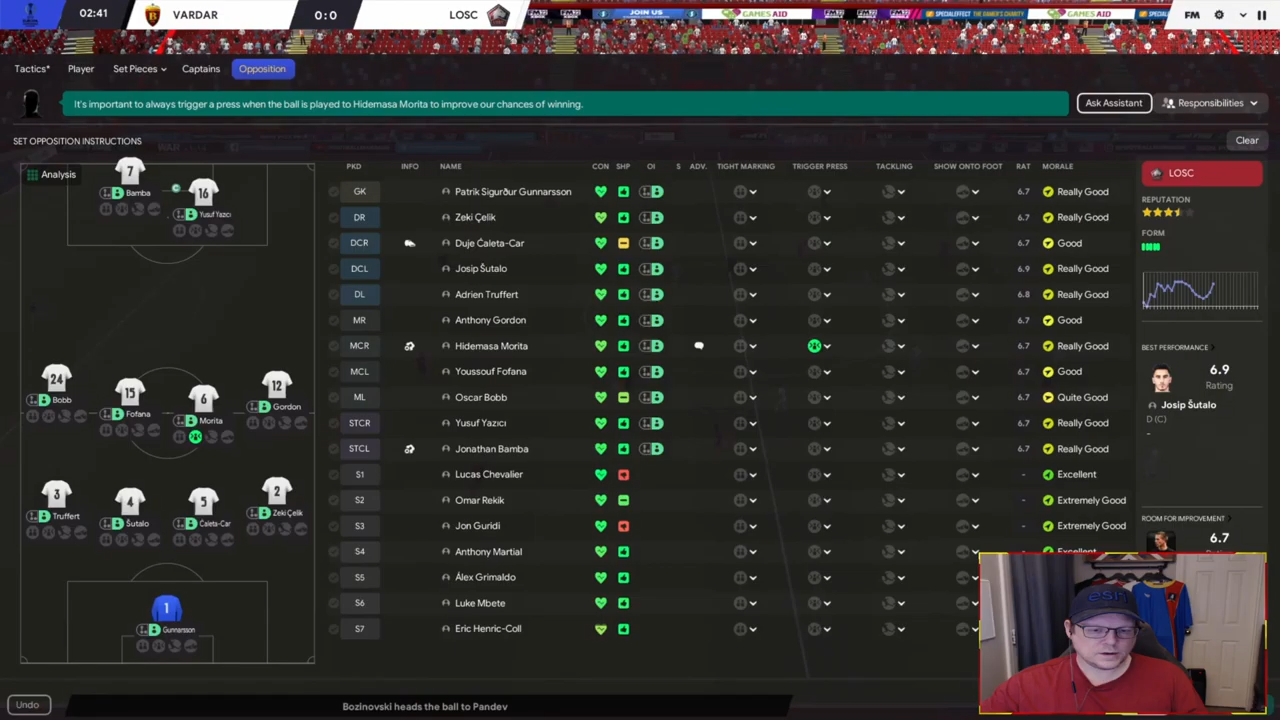 02:41 VARDAR 0:0 LOSC
JOIN US GAMES AID GAMES AID
FM
Tactics* Player Set Pieces Captains Opposition
It's important to always trigger a press when the ball is played to Hidemasa Morita to improve our chances of winning.
Ask Assistant Responsibilities
SET OPPOSITION INSTRUCTIONS
Clear
Analysis
7 Bamba
16 Yusuf Yazıcı
24 Bobb
15 Fofana
6 Morita
12 Gordon
3 Truffert
4 Šutalo
5 Ćaleta-Car
2 Zeki Çelik
1 Gunnarsson
PKD INFO NAME CON SHP OI S ADV. TIGHT MARKING TRIGGER PRESS TACKLING SHOW ONTO FOOT RAT MORALE
GK Patrik Sigurður Gunnarsson 6.7 Really Good
DR Zeki Çelik 6.7 Really Good
DCR Duje Ćaleta-Car 6.7 Good
DCL Josip Šutalo 6.9 Really Good
DL Adrien Truffert 6.8 Really Good
MR Anthony Gordon 6.7 Good
MCR Hidemasa Morita 6.7 Really Good
MCL Youssouf Fofana 6.7 Good
ML Oscar Bobb 6.7 Quite Good
STCR Yusuf Yazıcı 6.7 Really Good
STCL Jonathan Bamba 6.7 Really Good
S1 Lucas Chevalier - Excellent
S2 Omar Rekik - Extremely Good
S3 Jon Guridi - Extremely Good
S4 Anthony Martial - Excellent
S5 Álex Grimaldo
S6 Luke Mbete
S7 Eric Henric-Coll
LOSC
REPUTATION
FORM
BEST PERFORMANCE
6.9
Rating
Josip Šutalo
D (C)
-
ROOM FOR IMPROVEMENT
6.7
Undo
Bozinovski heads the ball to Pandev